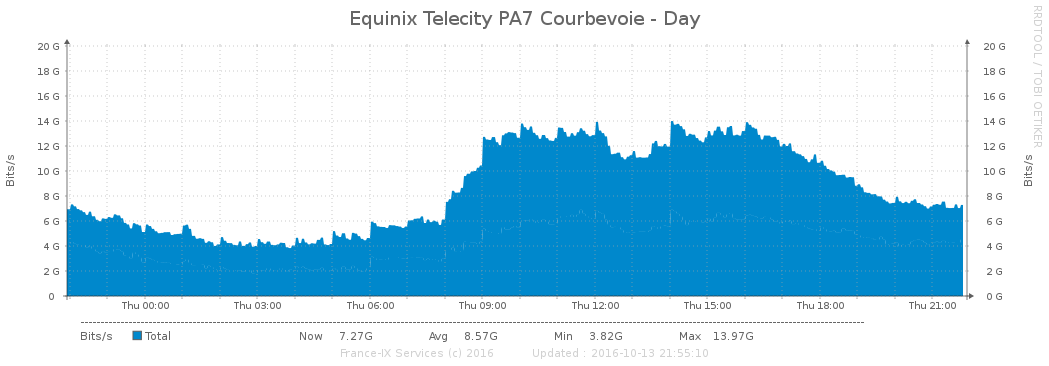 Equinix Telecity PA7 Courbevoie - Day
RRDTOOL / TOBI OETIKER
Bits/s
20 G 20 G
18 G 18 G
16 G 16 G
14 G 14 G
12 G 12 G
10 G 10 G
8 G 8 G
6 G 6 G
4 G 4 G
2 G 2 G
0 0 G
Bits/s
Thu 00:00 Thu 03:00 Thu 06:00 Thu 09:00 Thu 12:00 Thu 15:00 Thu 18:00 Thu 21:00
Bits/s Total Now 7.27G Avg 8.57G Min 3.82G Max 13.97G
France-IX Services (c) 2016 Updated : 2016-10-13 21:55:10